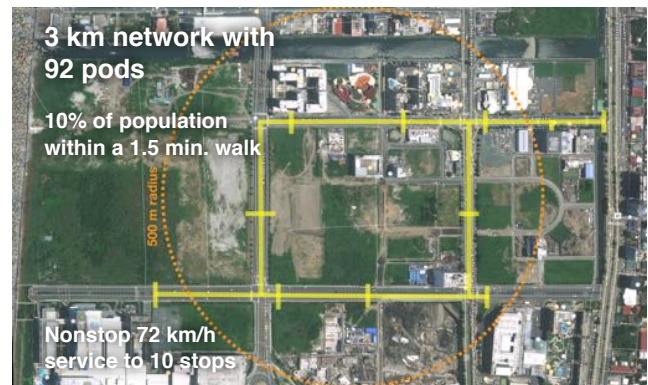 3 km network with
92 pods
10% of population
within a 1.5 min. walk
500 m radius
Nonstop 72 km/h
service to 10 stops